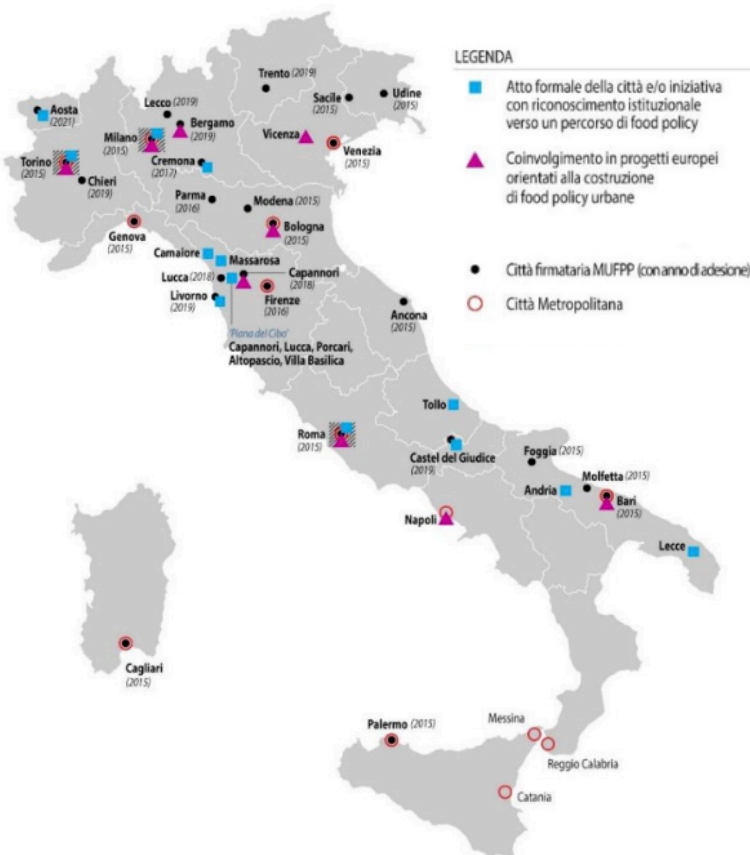 LEGENDA
Atto formale della città e/o iniziativa
con riconoscimento istituzionale
verso un percorso di food policy
Coinvolgimento in progetti europei
orientati alla costruzione
di food policy urbane
Città firmataria MUFPP (con anno di adesione)
Città Metropolitana
Trento (2019)
Udine
(2015)
Sacile
(2015)
Lecco (2019)
Aosta
(2021)
Bergamo
(2019)
Milano
(2015)
Vicenza
Venezia
(2015)
Torino
(2015)
Cremona
(2017)
Chieri
(2019)
Parma
(2016)
Modena (2015)
Bologna
(2015)
Genova
(2015)
Camaiore
Massarosa
Capannori
(2018)
Lucca (2018)
Livorno
(2019)
Firenze
(2016)
Ancona
(2015)
'Piana del Cibo'
Capannori, Lucca, Porcari,
Altopascio, Villa Basilica
Tollo
Roma
(2015)
Castel del Giudice
(2019)
Foggia (2015)
Molfetta (2015)
Andria
Bari
(2015)
Napoli
Lecce
Cagliari
(2015)
Palermo (2015)
Messina
Reggio Calabria
Catania